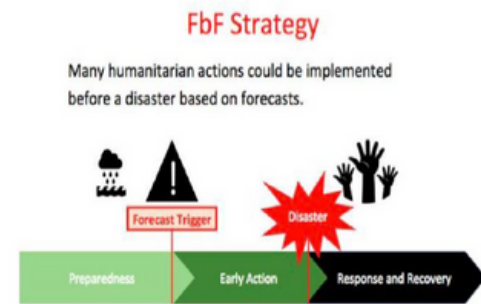 FbF Strategy
Many humanitarian actions could be implemented
before a disaster based on forecasts.
!
Forecast Trigger
Disaster
Preparedness
Early Action
Response and Recovery